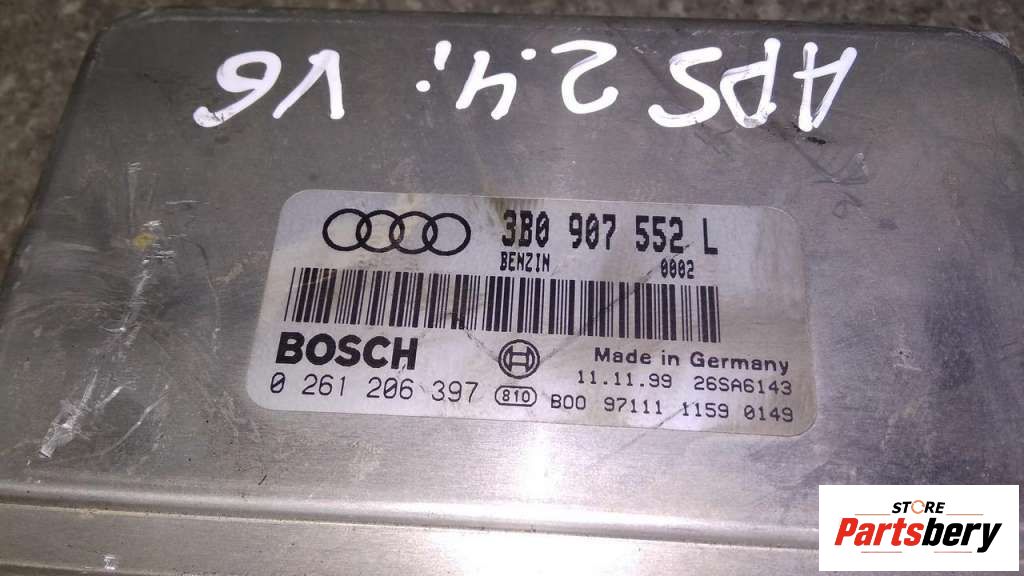 APS 2.4; V6
3B0 907 552 L
BENZIN 0002
BOSCH
Made in Germany
0 261 206 397
11.11.99 26SA6143
810 B00 97111 1159 0149
STORE
Partsbery